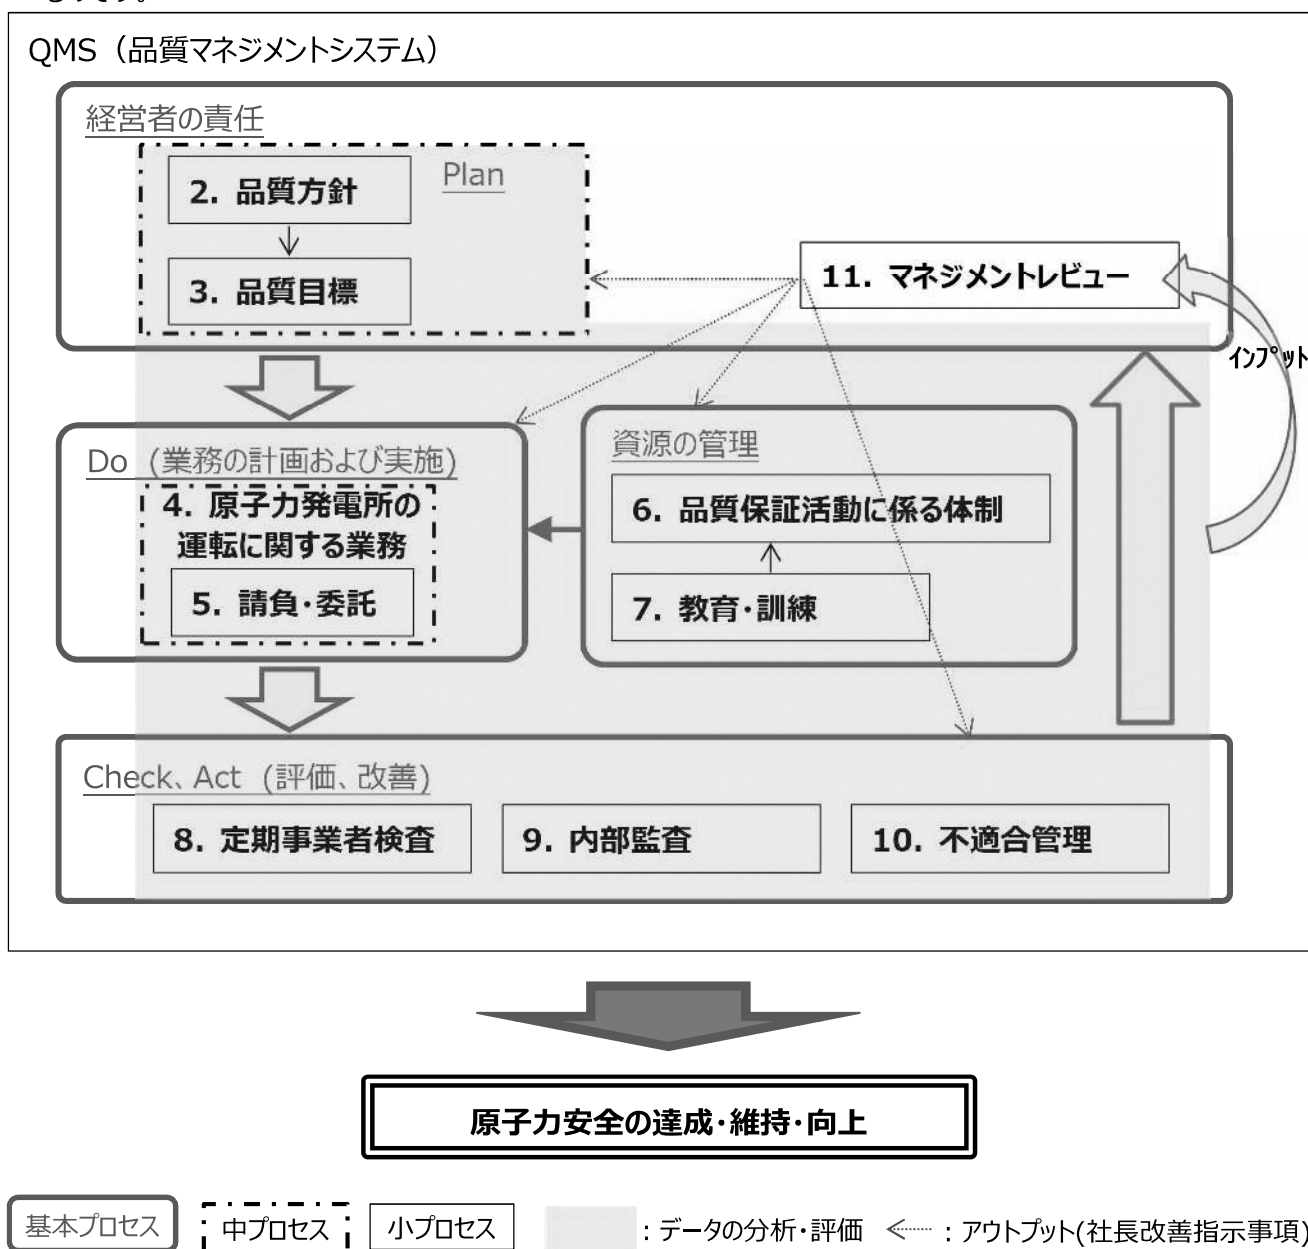 QMS（品質マネジメントシステム）
経営者の責任
Plan
2. 品質方針
3. 品質目標
11. マネジメントレビュー
インプット
Do (業務の計画および実施)
4. 原子力発電所の
運転に関する業務
5. 請負・委託
資源の管理
6. 品質保証活動に係る体制
7. 教育・訓練
Check、Act (評価、改善)
8. 定期事業者検査
9. 内部監査
10. 不適合管理
原子力安全の達成・維持・向上
基本プロセス
中プロセス
小プロセス
：データの分析・評価
：アウトプット(社長改善指示事項)